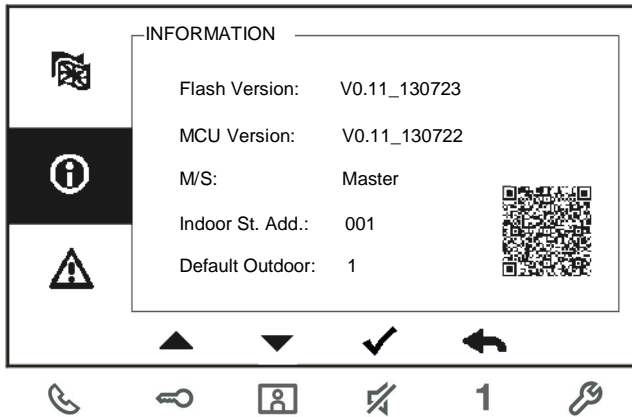 INFORMATION
Flash Version: V0.11_130723
MCU Version: V0.11_130722
M/S: Master
Indoor St. Add.: 001
Default Outdoor: 1
1